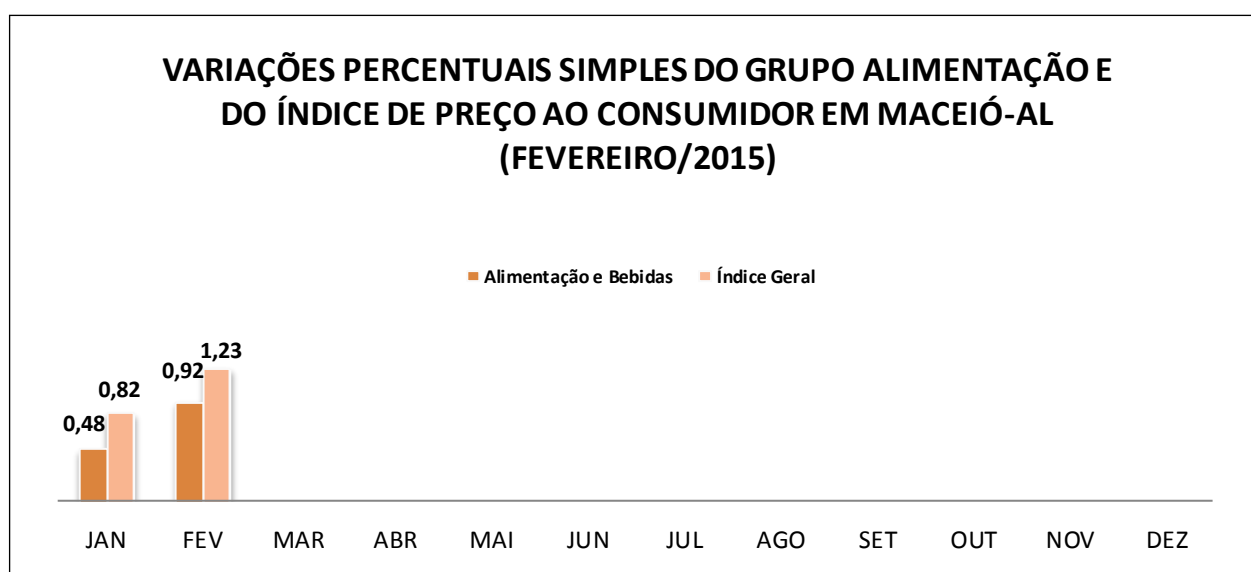 VARIAÇÕES PERCENTUAIS SIMPLES DO GRUPO ALIMENTAÇÃO E
DO ÍNDICE DE PREÇO AO CONSUMIDOR EM MACEIÓ-AL
(FEVEREIRO/2015)
Alimentação e Bebidas Índice Geral
0,48 0,82 0,92 1,23
JAN FEV MAR ABR MAI JUN JUL AGO SET OUT NOV DEZ